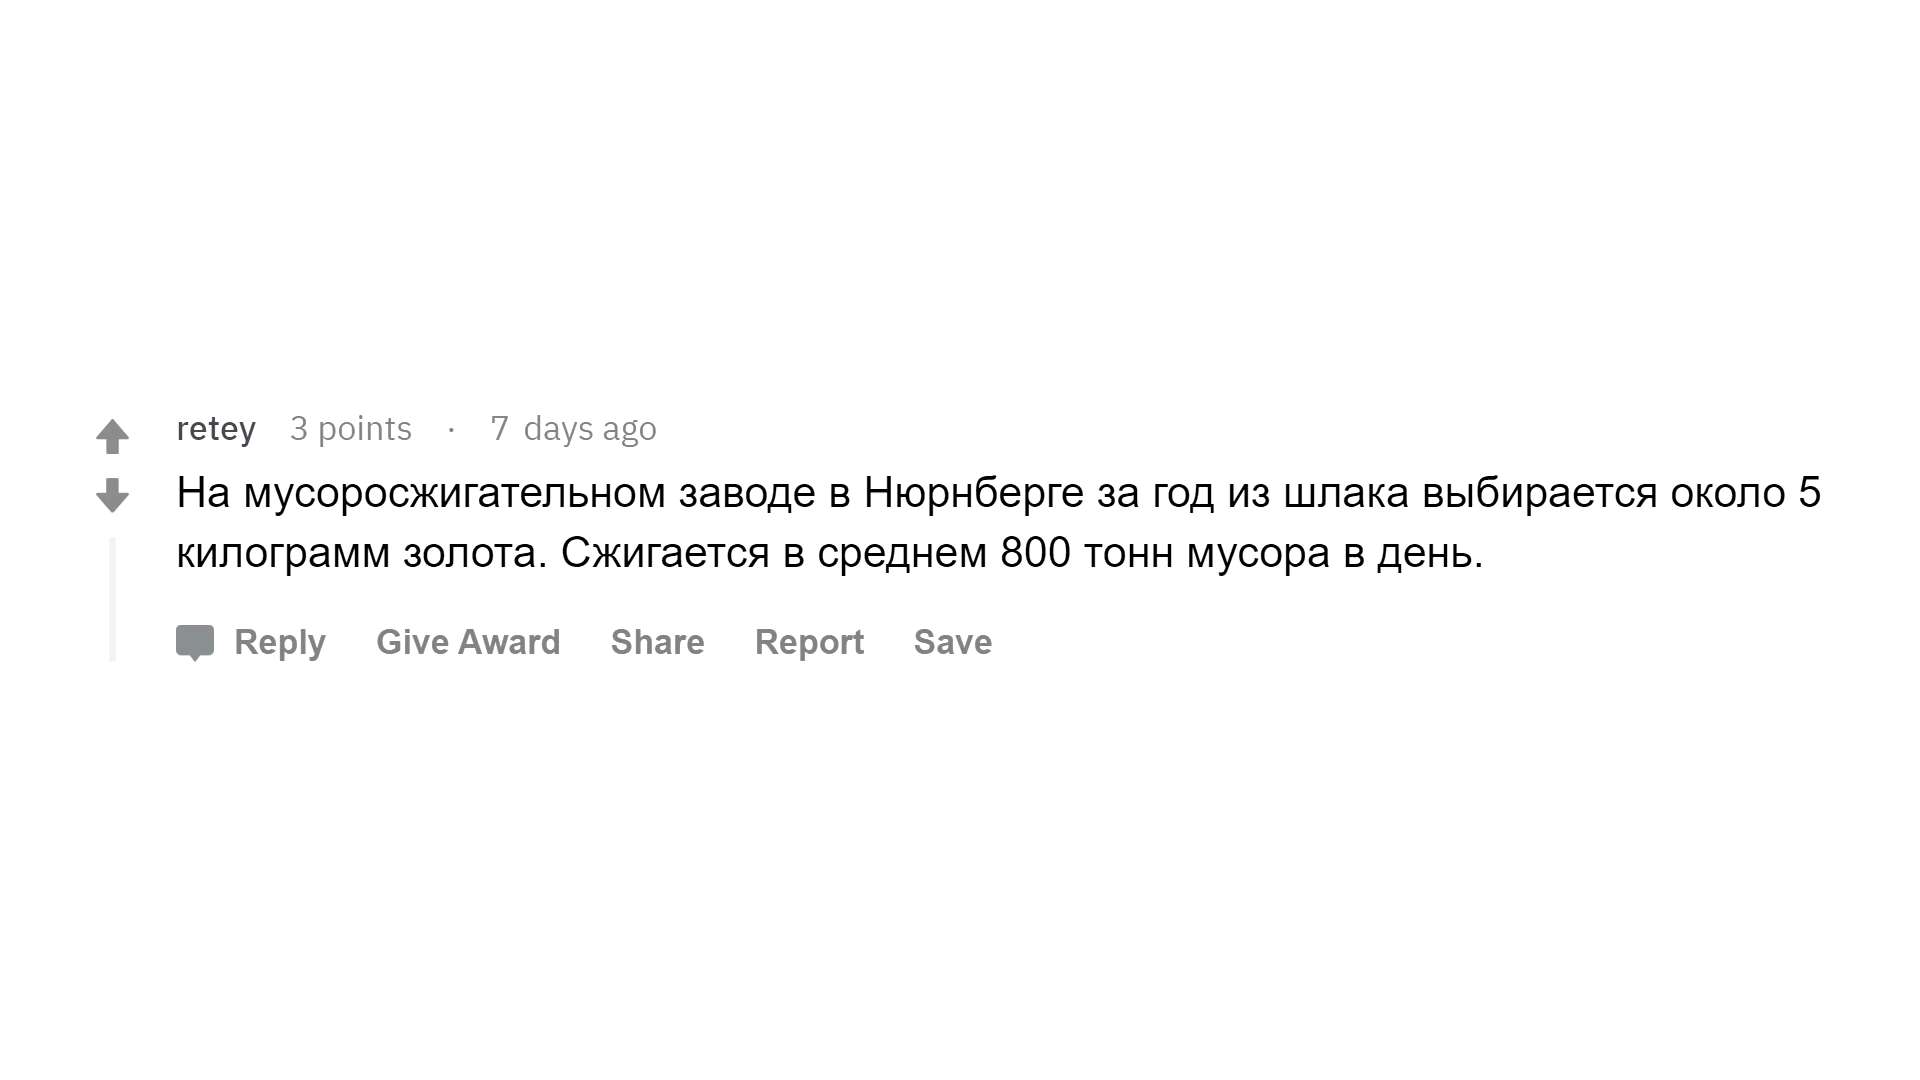 retey 3 points · 7 days ago
На мусоросжигательном заводе в Нюрнберге за год из шлака выбирается около 5
килограмм золота. Сжигается в среднем 800 тонн мусора в день.
Reply Give Award Share Report Save